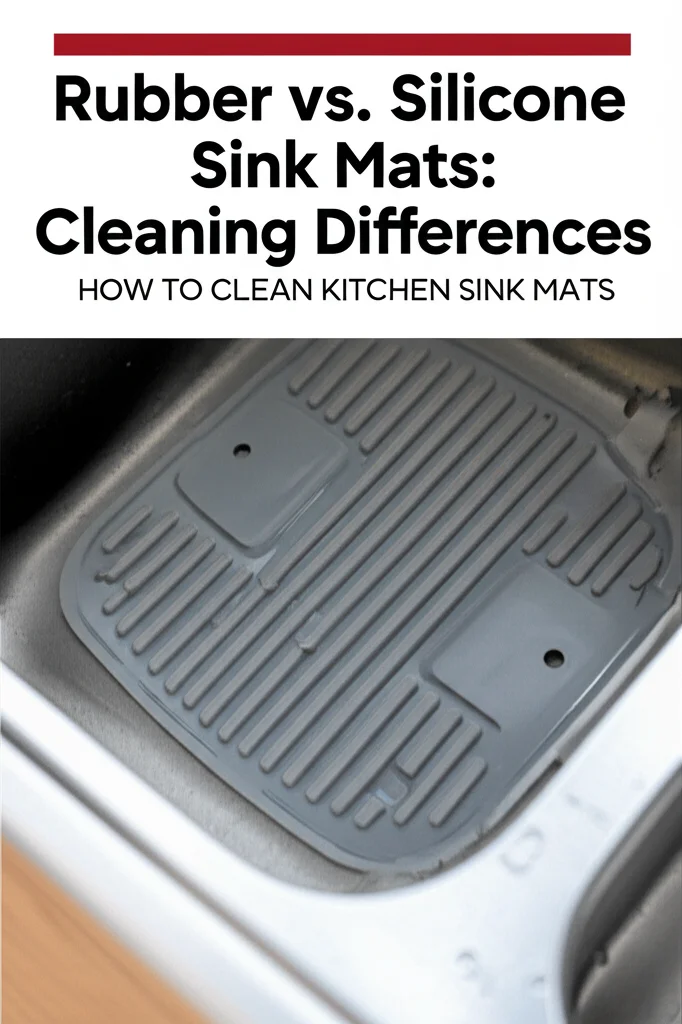 Rubber vs. Silicone
Sink Mats:
Cleaning Differences
HOW TO CLEAN KITCHEN SINK MATS